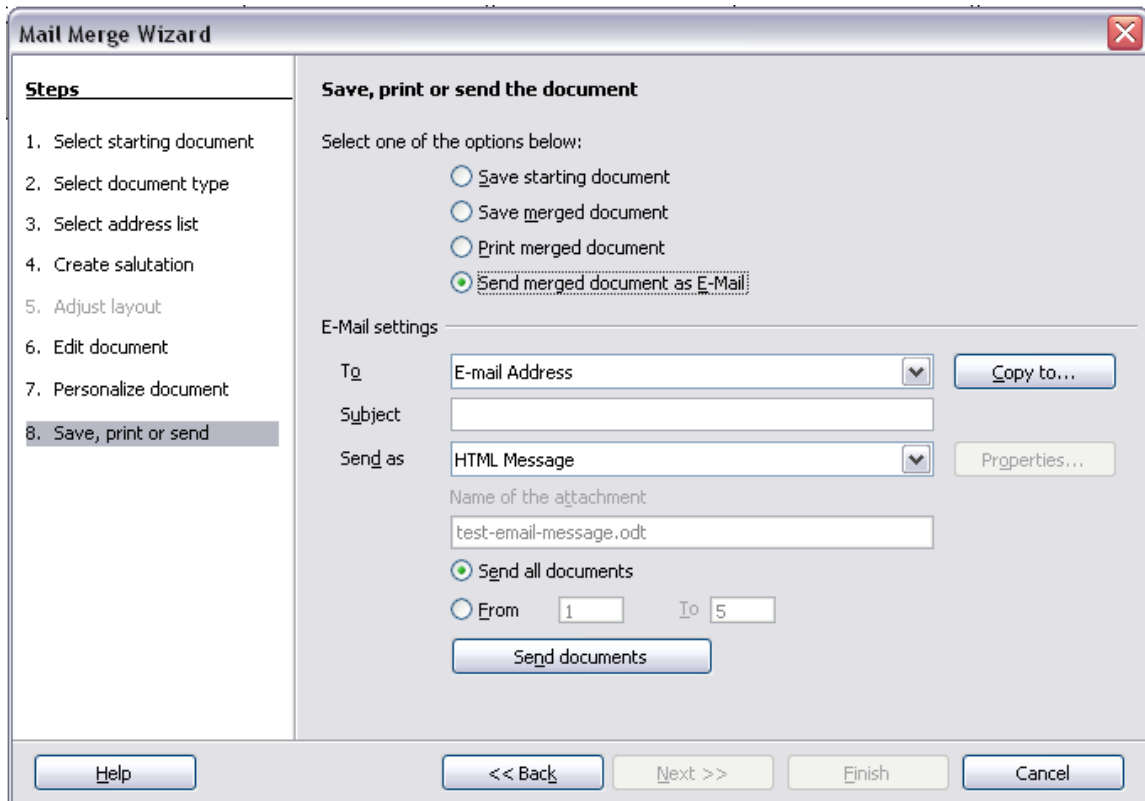 Mail Merge Wizard
Steps
1. Select starting document
2. Select document type
3. Select address list
4. Create salutation
5. Adjust layout
6. Edit document
7. Personalize document
8. Save, print or send
Save, print or send the document
Select one of the options below:
Save starting document
Save merged document
Print merged document
Send merged document as E-Mail
E-Mail settings
To E-mail Address Copy to...
Subject
Send as HTML Message Properties...
Name of the attachment
test-email-message.odt
Send all documents
From 1 To 5
Send documents
Help << Back Next >> Finish Cancel